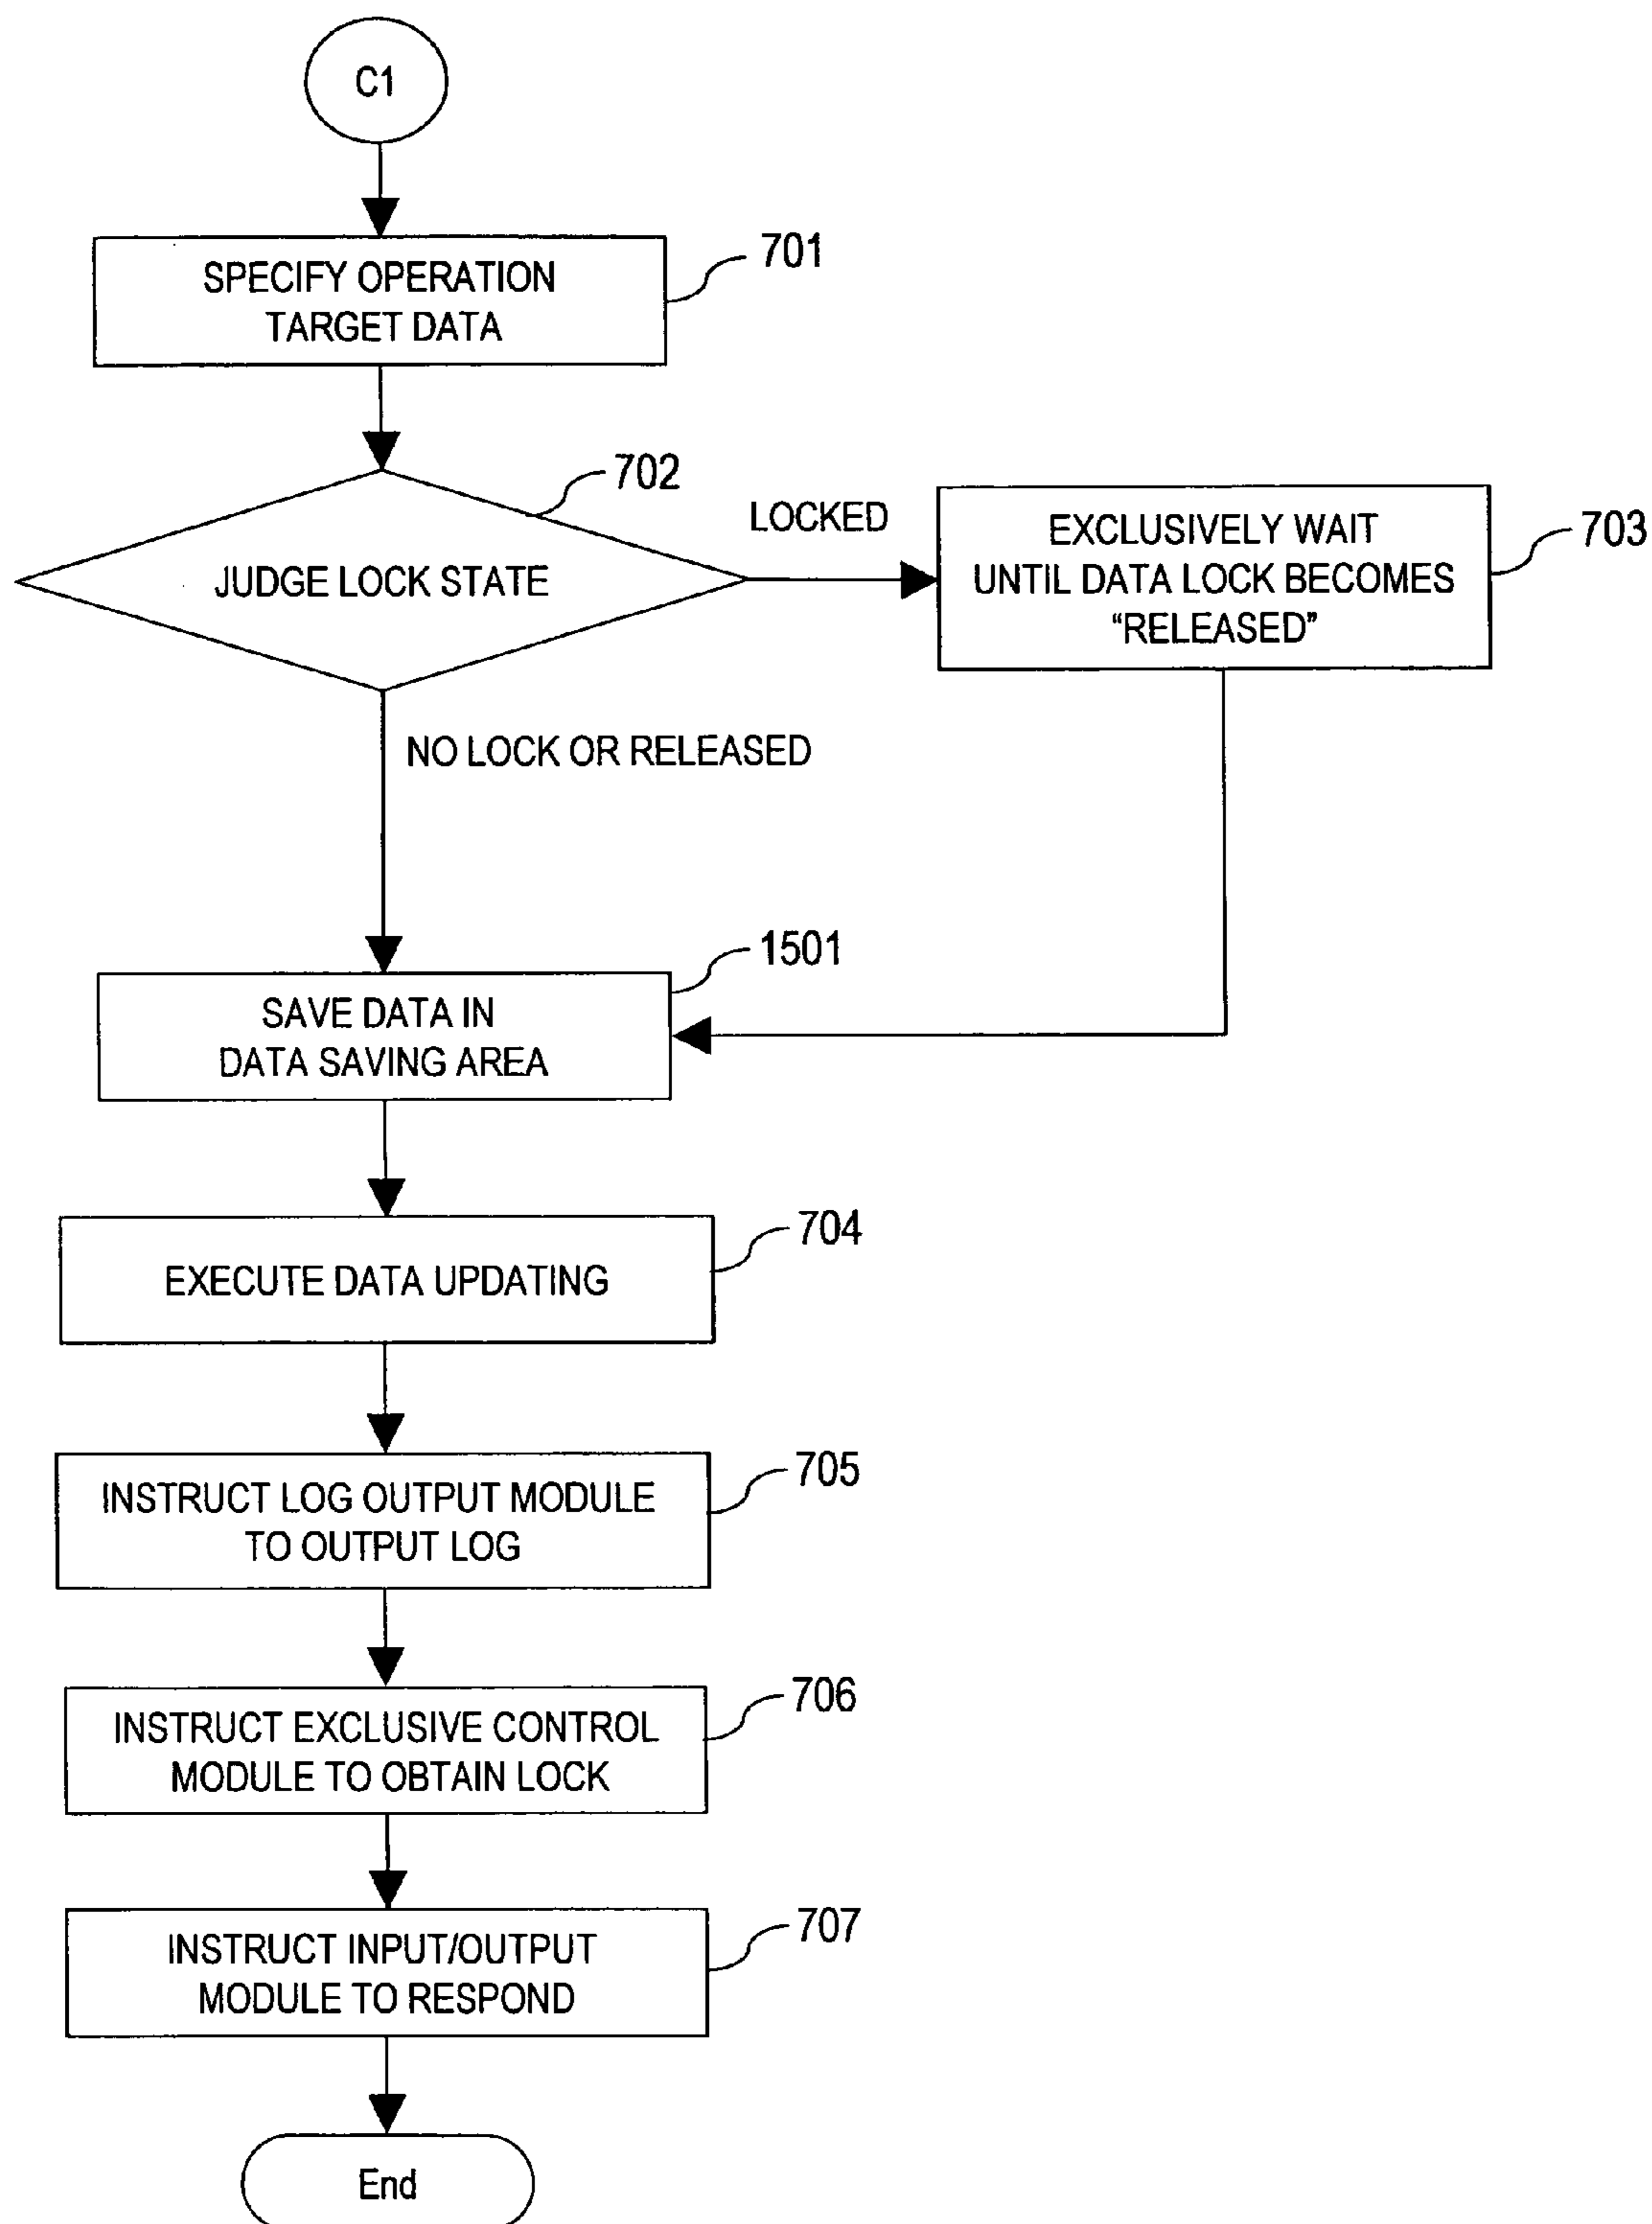 C1
701
SPECIFY OPERATION
TARGET DATA
702
LOCKED
JUDGE LOCK STATE
703
EXCLUSIVELY WAIT
UNTIL DATA LOCK BECOMES
“RELEASED”
NO LOCK OR RELEASED
1501
SAVE DATA IN
DATA SAVING AREA
704
EXECUTE DATA UPDATING
705
INSTRUCT LOG OUTPUT MODULE
TO OUTPUT LOG
706
INSTRUCT EXCLUSIVE CONTROL
MODULE TO OBTAIN LOCK
707
INSTRUCT INPUT/OUTPUT
MODULE TO RESPOND
End